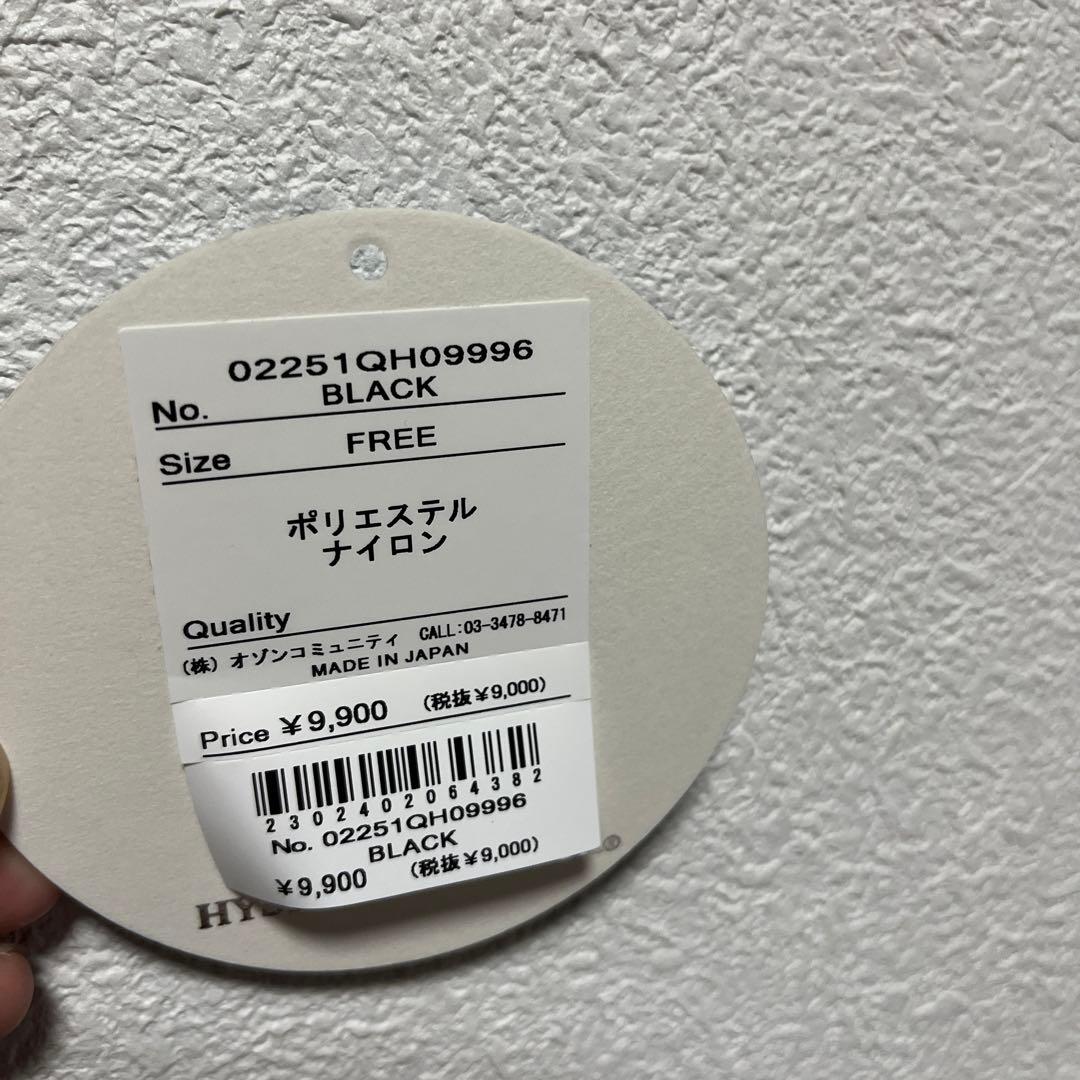 02251QH09996
No. BLACK
Size FREE
ポリエステル
ナイロン
Quality
(株) オゾンコミュニティ CALL:03-3478-8471
MADE IN JAPAN
Price ¥9,900 (税抜¥9,000)
2302402064382
No. 02251QH09996
BLACK
¥9,900 (税抜¥9,000)
®